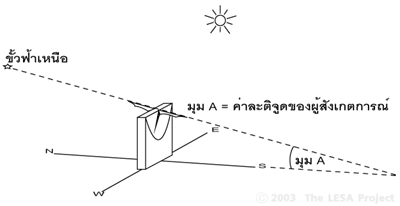 ขั้วฟ้าเหนือ
มุม A = ค่าละติจูดของผู้สังเกตการณ์
E
N
S
มุม A
W
© 2003 The LESA Project